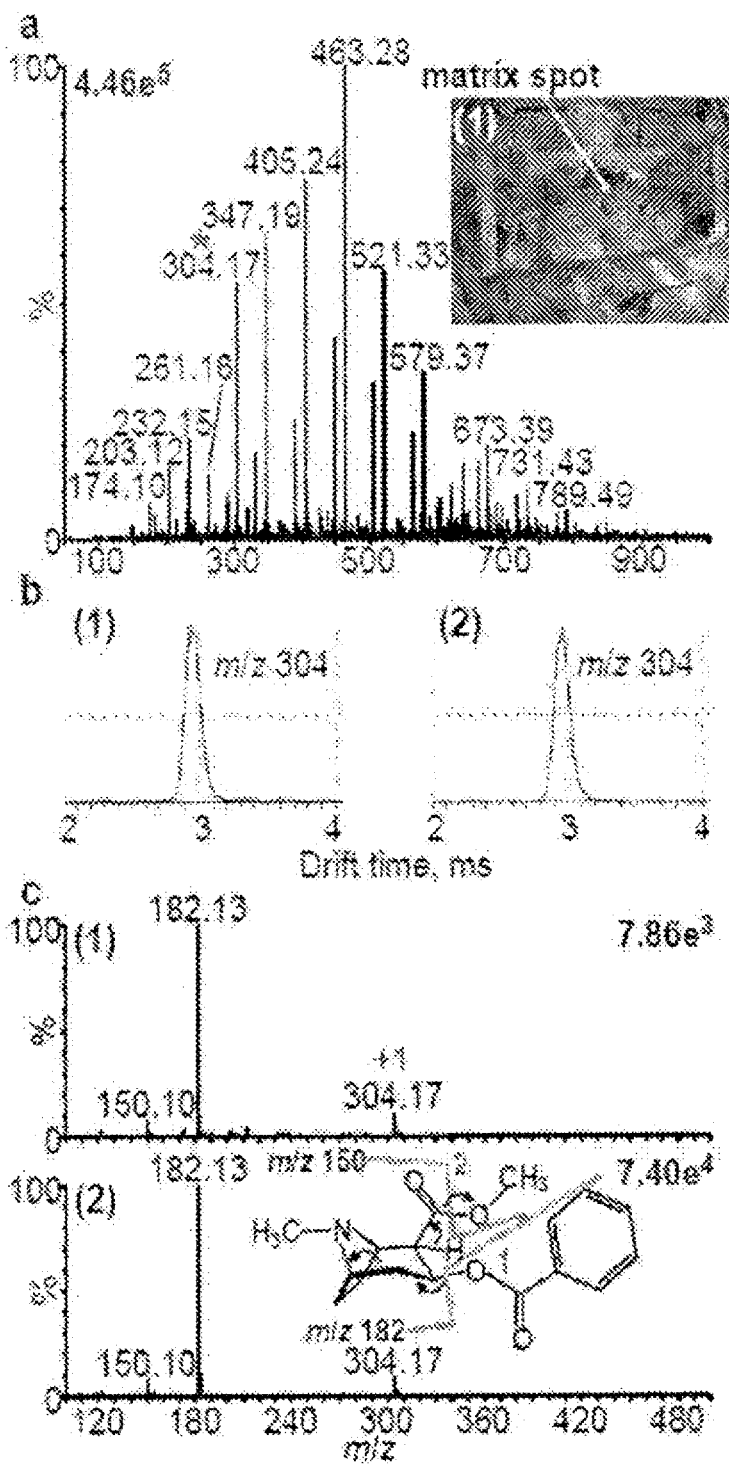 a
463.28
100
4.46e⁵
matrix spot
(1)
405.24
347.19
*
304.17
521.33
%
261.16
579.37
232.15
203.12
673.39
174.10
731.43
789.49
0
100 300 500 700 900
b
(1) (2)
m/z 304 m/z 304
2 3 4 2 3 4
Drift time, ms
c
182.13
100
(1)
7.86e³
%
+1
150.10
304.17
0
182.13
m/z 150
2
100
7.40e⁴
(2)
O
CH₃
O
H₃C
N
H
1
O
%
m/z 182
O
150.10
304.17
0
120 180 240 300 360 420 480
m/z